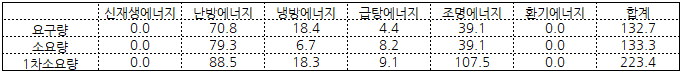 신재생에너지 난방에너지 냉방에너지 급탕에너지 조명에너지 환기에너지 합계
요구량 0.0 70.8 18.4 4.4 39.1 0.0 132.7
소요량 0.0 79.3 6.7 8.2 39.1 0.0 133.3
1차소요량 0.0 88.5 18.3 9.1 107.5 0.0 223.4